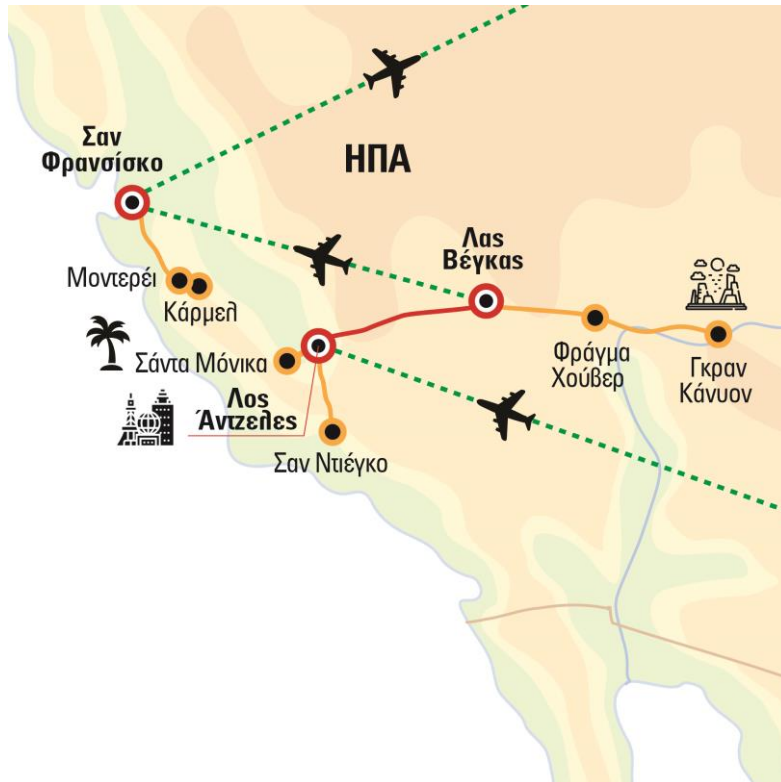 Σαν
Φρανσίσκο
ΗΠΑ
Λας
Βέγκας
Μοντερέι
Κάρμελ
Σάντα Μόνικα
Λος
Άντζελες
Σαν Ντιέγκο
Φράγμα
Χούβερ
Γκραν
Κάνυον